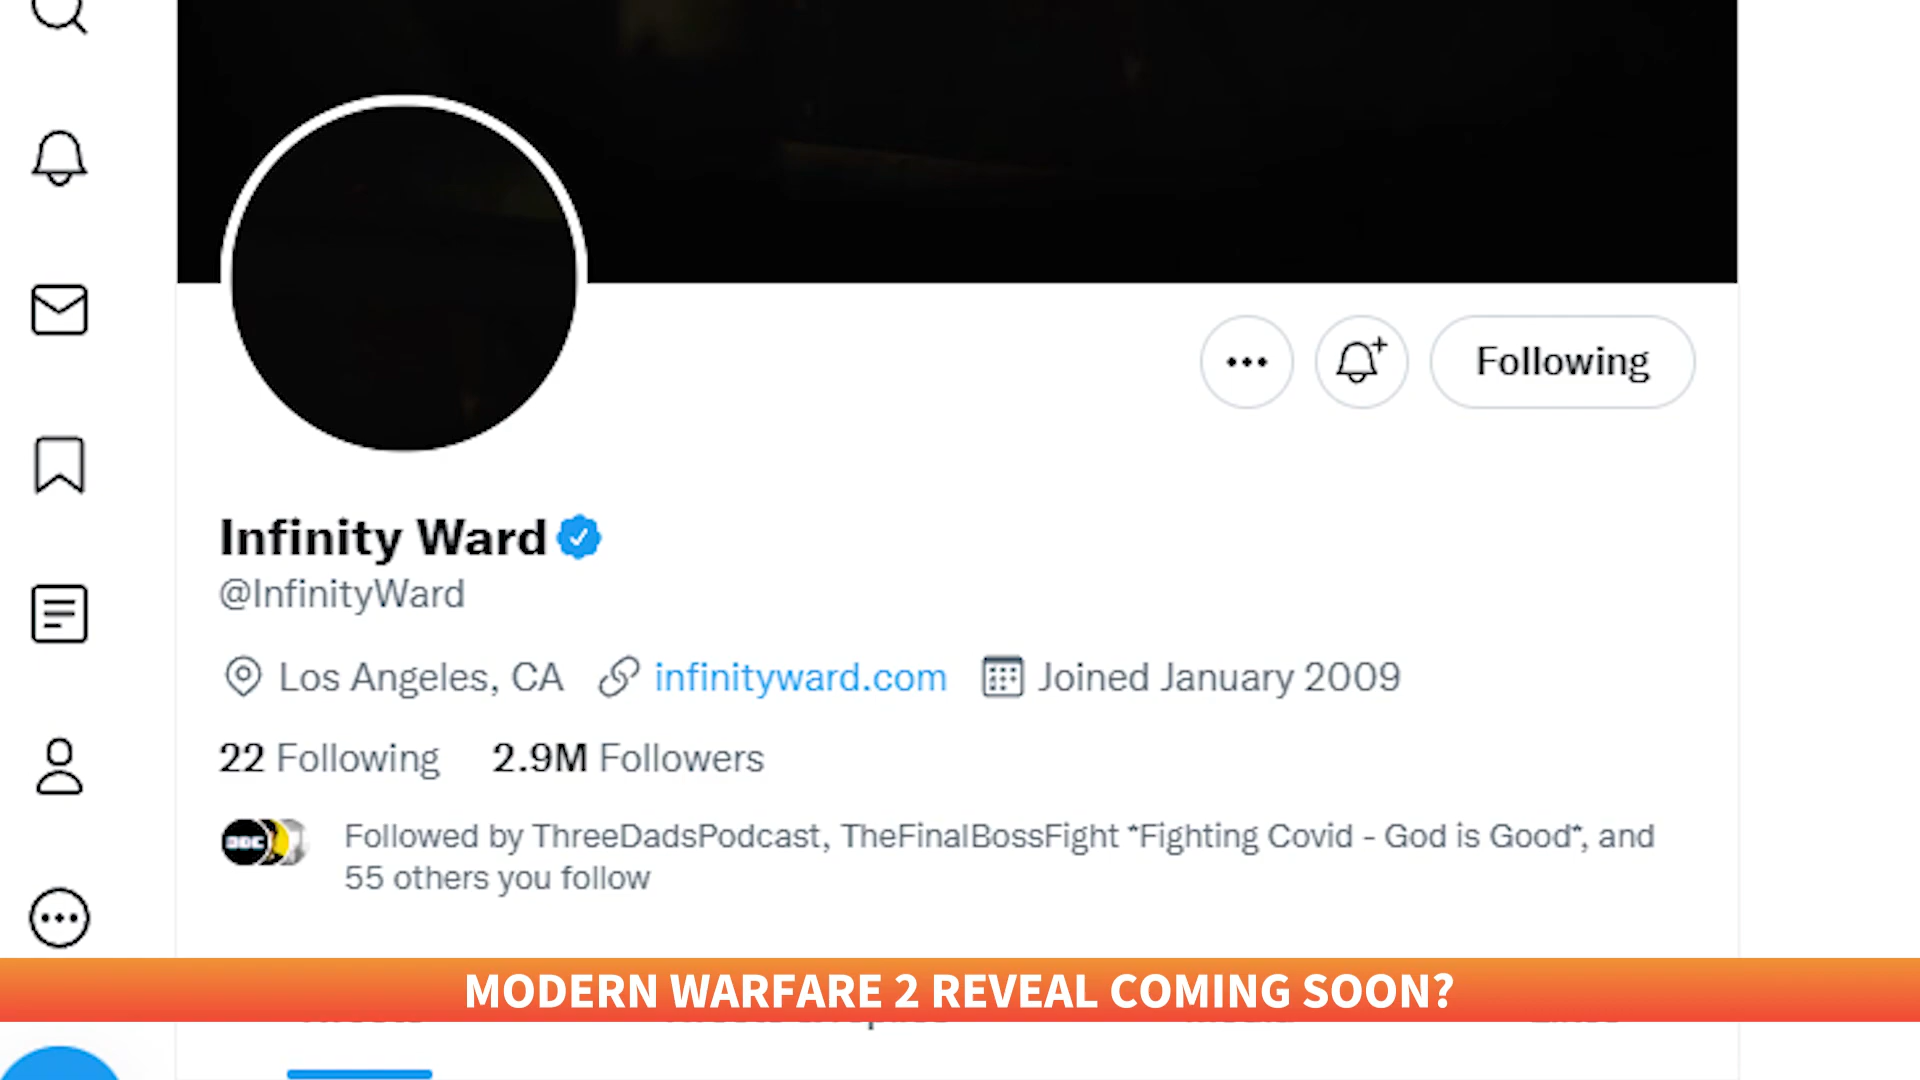 Following
Infinity Ward
@InfinityWard
Los Angeles, CA infinityward.com Joined January 2009
22 Following 2.9M Followers
Followed by ThreeDadsPodcast, TheFinalBossFight *Fighting Covid - God is Good*, and
55 others you follow
MODERN WARFARE 2 REVEAL COMING SOON?